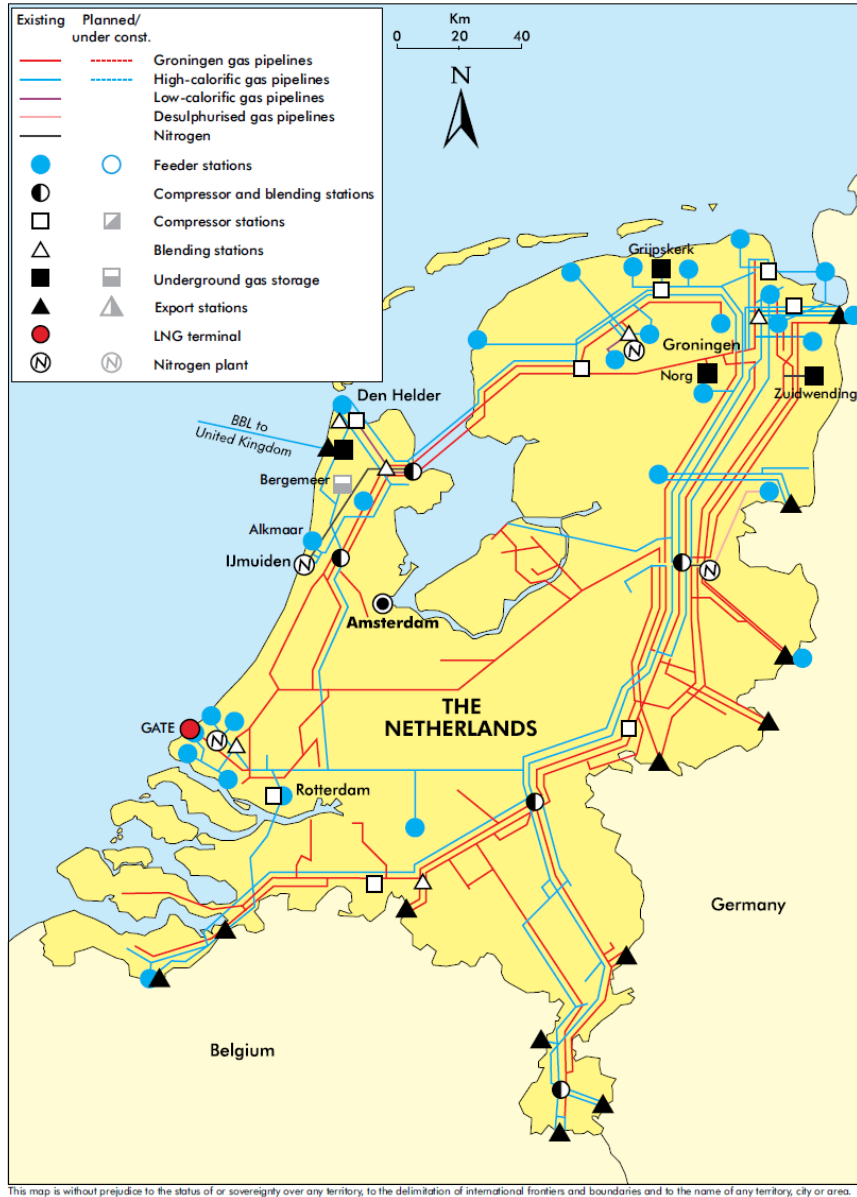 Existing
Planned/
under const.
Groningen gas pipelines
High-calorific gas pipelines
Low-calorific gas pipelines
Desulphurised gas pipelines
Nitrogen
Feeder stations
Compressor and blending stations
Compressor stations
Blending stations
Underground gas storage
Export stations
LNG terminal
N N Nitrogen plant
Km
0 20 40
N
Grijpskerk
Groningen
N
Norg
Zuidwending
Den Helder
BBL to
United Kingdom
Bergemeer
Alkmaar
IJmuiden
N
N
Amsterdam
THE
NETHERLANDS
GATE
N
Rotterdam
Germany
Belgium
This map is without prejudice to the status of or sovereignty over any territory, to the delimitation of international frontiers and boundaries and to the name of any territory, city or area.